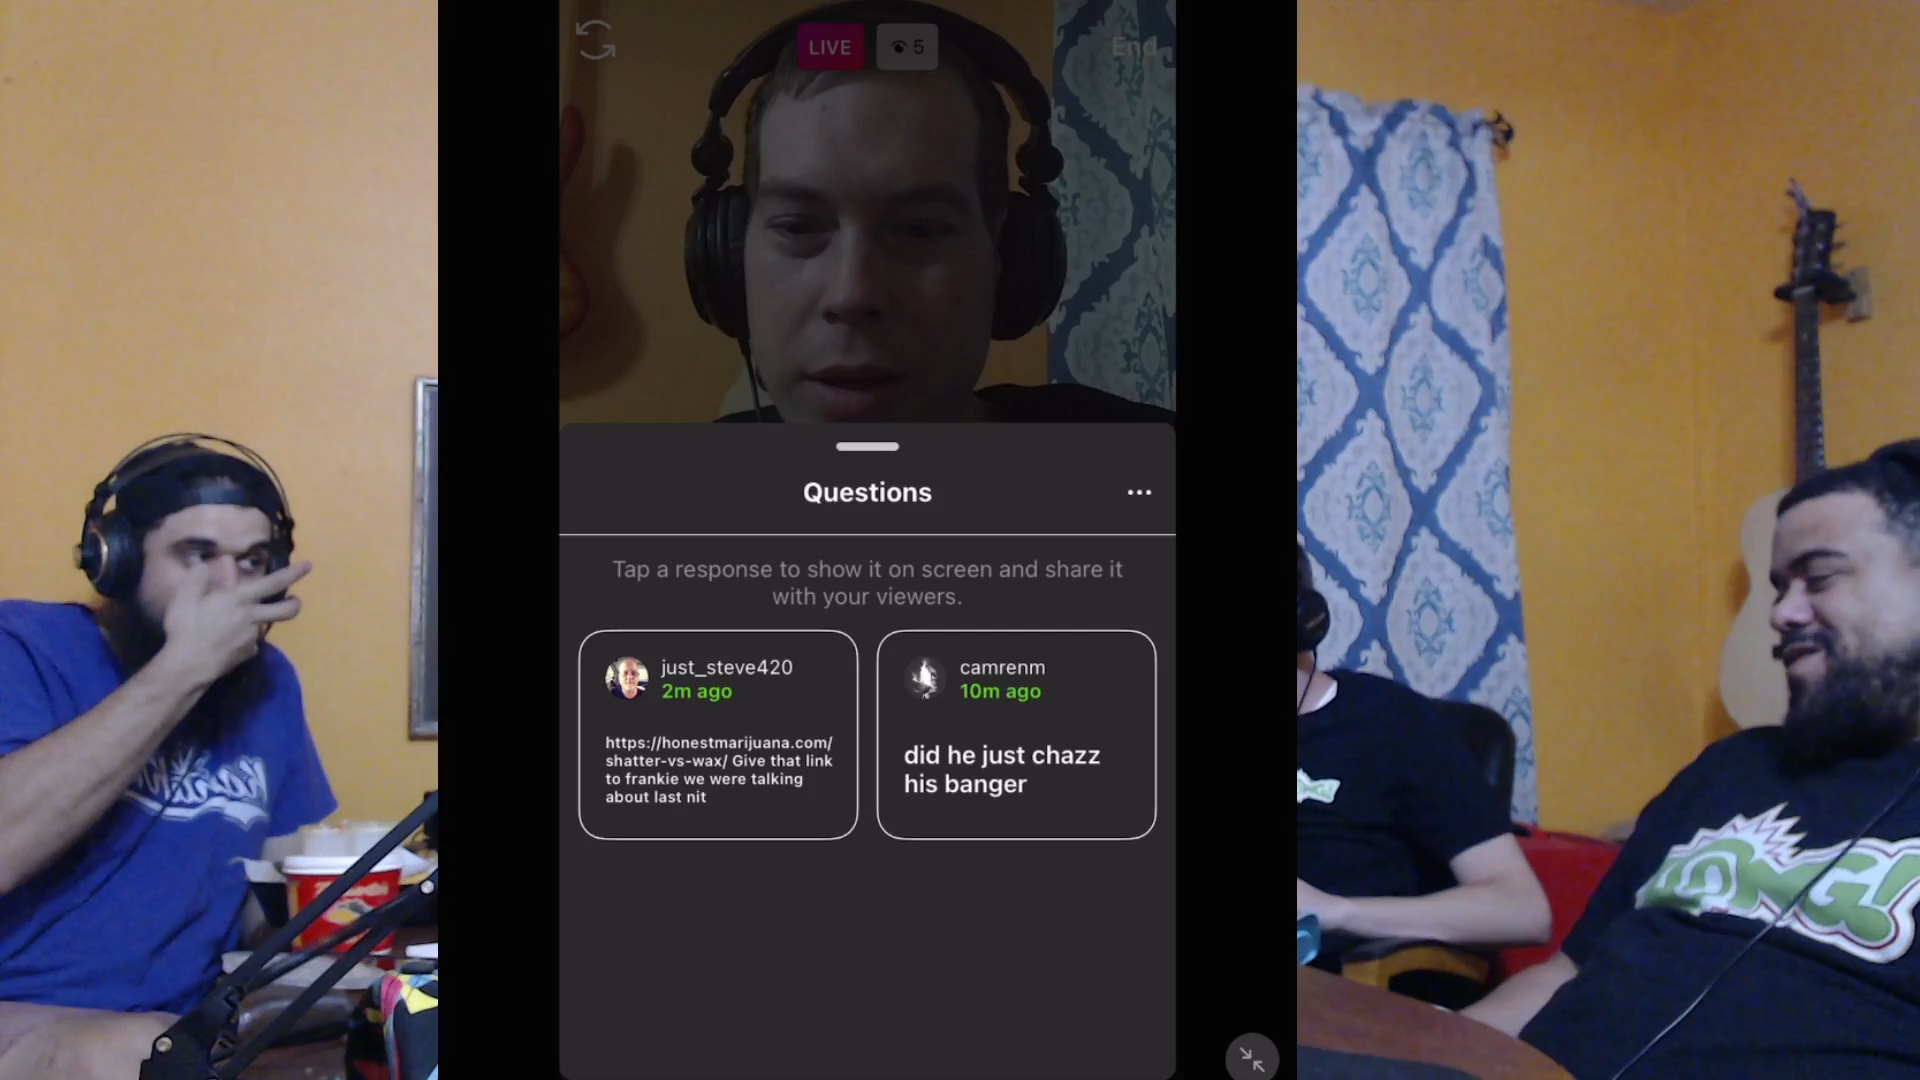 LIVE
5
End
Questions
Tap a response to show it on screen and share it
with your viewers.
just_steve420
2m ago
https://honestmarijuana.com/
shatter-vs-wax/ Give that link
to frankie we were talking
about last nit
camrenm
10m ago
did he just chazz
his banger